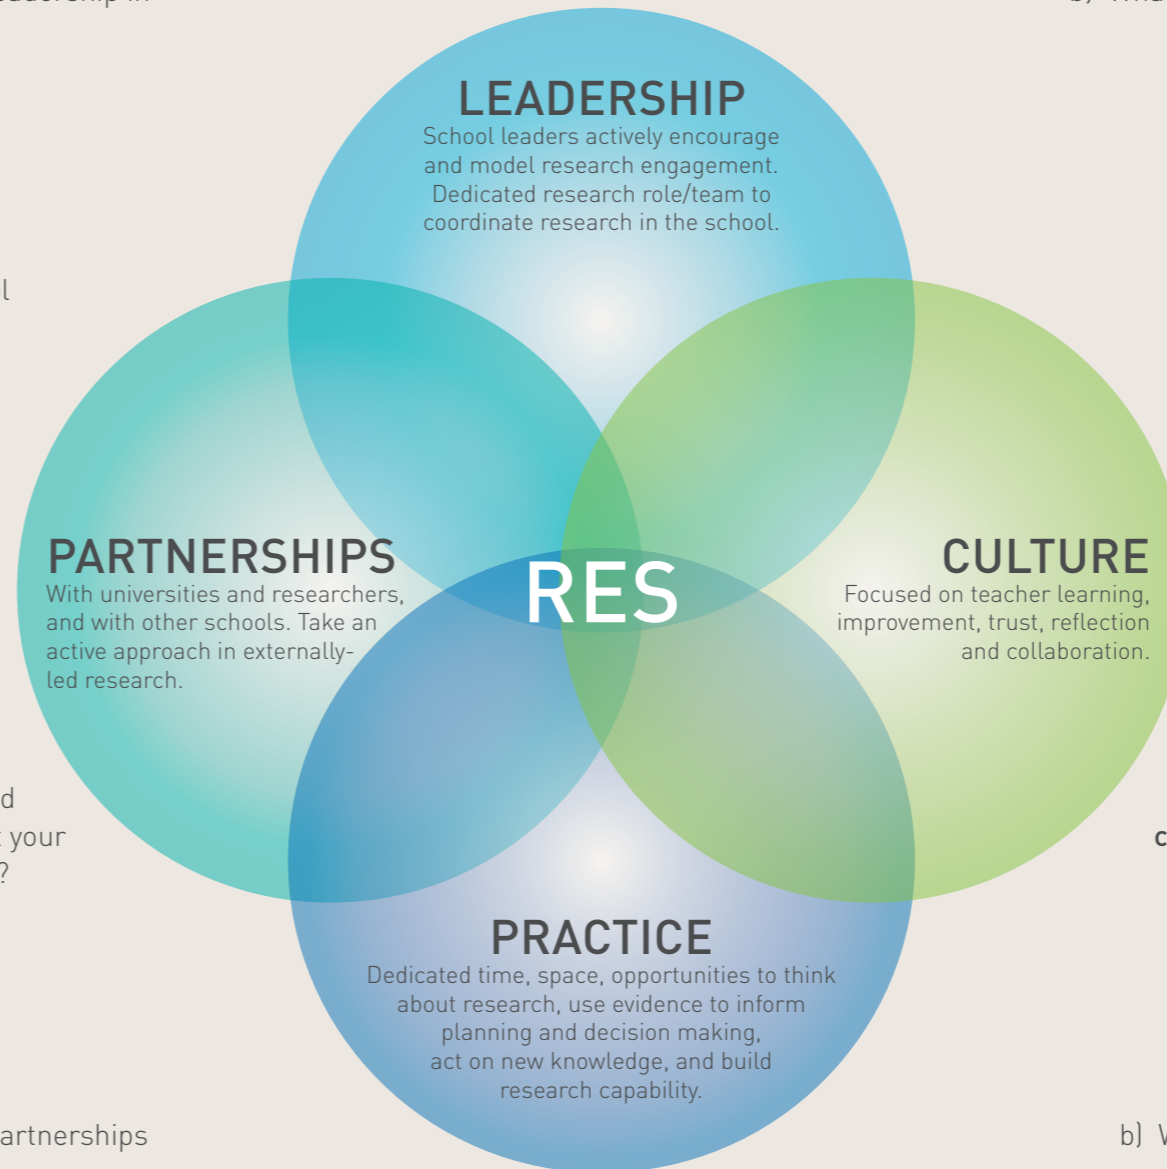 LEADERSHIP
School leaders actively encourage
and model research engagement.
Dedicated research role/team to
coordinate research in the school.
PARTNERSHIPS
With universities and researchers,
and with other schools. Take an
active approach in externally-
led research.
RES
CULTURE
Focused on teacher learning,
improvement, trust, reflection
and collaboration.
your
?
PRACTICE
Dedicated time, space, opportunities to think
about research, use evidence to inform
planning and decision making,
act on new knowledge, and build
research capability.
artnerships
b)